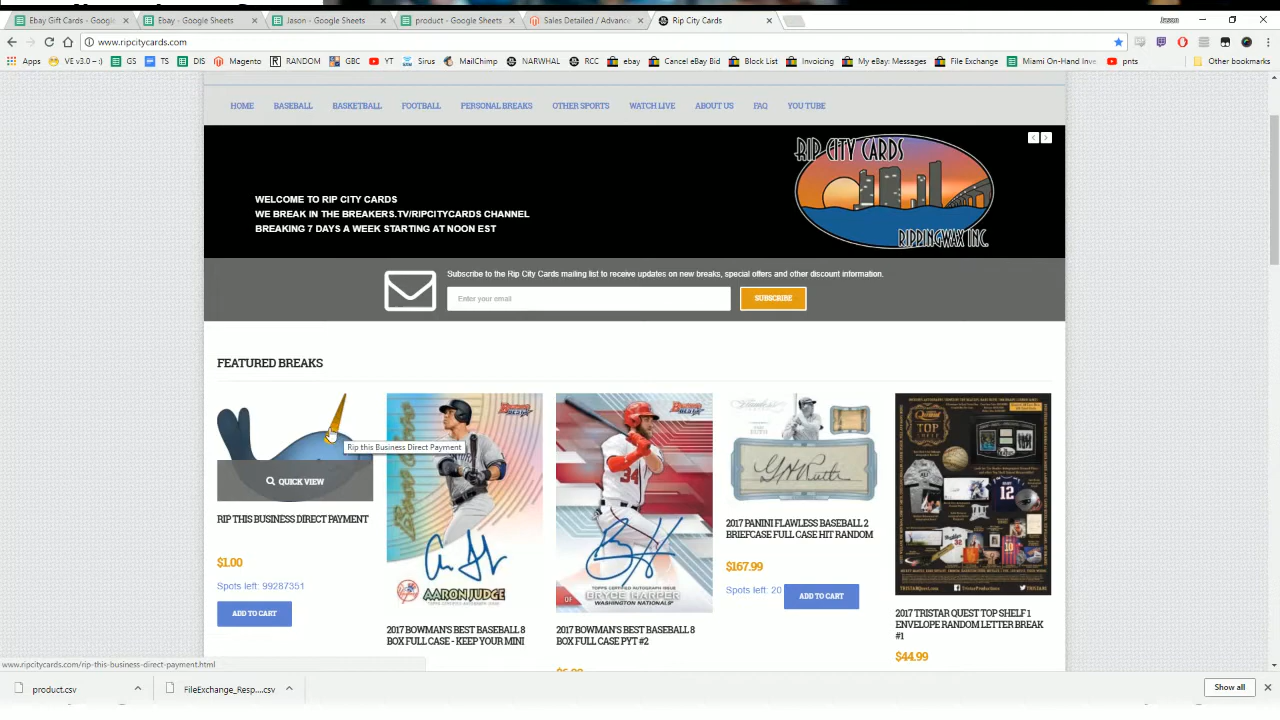 Ebay Gift Cards - Google
Ebay - Google Sheets
Jason - Google Sheets
product - Google Sheets
Sales Detailed / Advance
Rip City Cards
www.ripcitycards.com
Apps
VE v3.0 -- :)
GS
TS
DIS
Magento
RANDOM
GBC
YT
Sirus
MailChimp
NARWHAL
RCC
ebay
Cancel eBay Bid
Block List
Invoicing
My eBay: Messages
File Exchange
Miami On-Hand Inve
pnts
Other bookmarks
HOME
BASEBALL
BASKETBALL
FOOTBALL
PERSONAL BREAKS
OTHER SPORTS
WATCH LIVE
ABOUT US
FAQ
YOU TUBE
WELCOME TO RIP CITY CARDS
WE BREAK IN THE BREAKERS.TV/RIPCITYCARDS CHANNEL
BREAKING 7 DAYS A WEEK STARTING AT NOON EST
RIP CITY CARDS
RIPPINGWAX INC.
Subscribe to the Rip City Cards mailing list to receive updates on new breaks, special offers and other discount information.
Enter your email
SUBSCRIBE
FEATURED BREAKS
Rip this Business Direct Payment
QUICK VIEW
RIP THIS BUSINESS DIRECT PAYMENT
$1.00
Spots left: 99287351
ADD TO CART
AARON JUDGE
2017 BOWMAN'S BEST BASEBALL 8
BOX FULL CASE - KEEP YOUR MINI
34
BRYCE HARPER
WASHINGTON NATIONALS
2017 BOWMAN'S BEST BASEBALL 8
BOX FULL CASE PYT #2
2017 PANINI FLAWLESS BASEBALL 2
BRIEFCASE FULL CASE HIT RANDOM
$167.99
Spots left: 20
ADD TO CART
Quest
TOP
SHELF
12
2017 TRISTAR QUEST TOP SHELF 1
ENVELOPE RANDOM LETTER BREAK
#1
$44.99
www.ripcitycards.com/rip-this-business-direct-payment.html
product.csv
FileExchange_Resp....csv
Show all